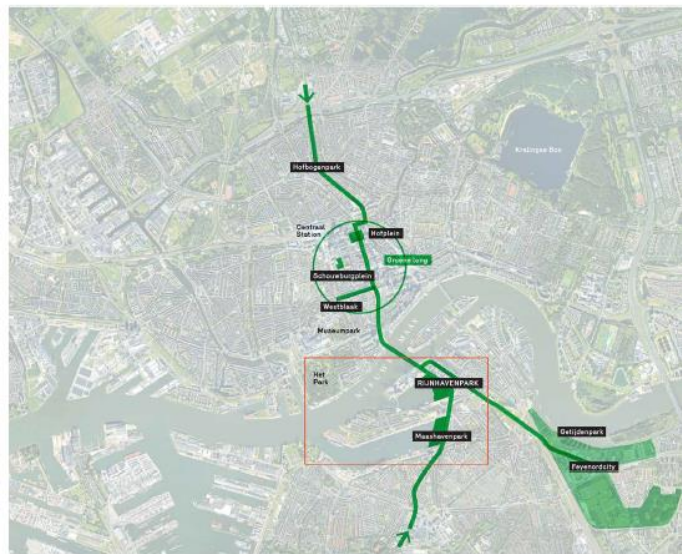 Kralingse Bos
Hofbogenpark
Centraal
Station
Hofplein
Groene long
Schouwburgplein
Westblaak
Museumpark
Het
Park
RIJNHAVENPARK
Maashavenpark
Getijdenpark
Feyenoordcity